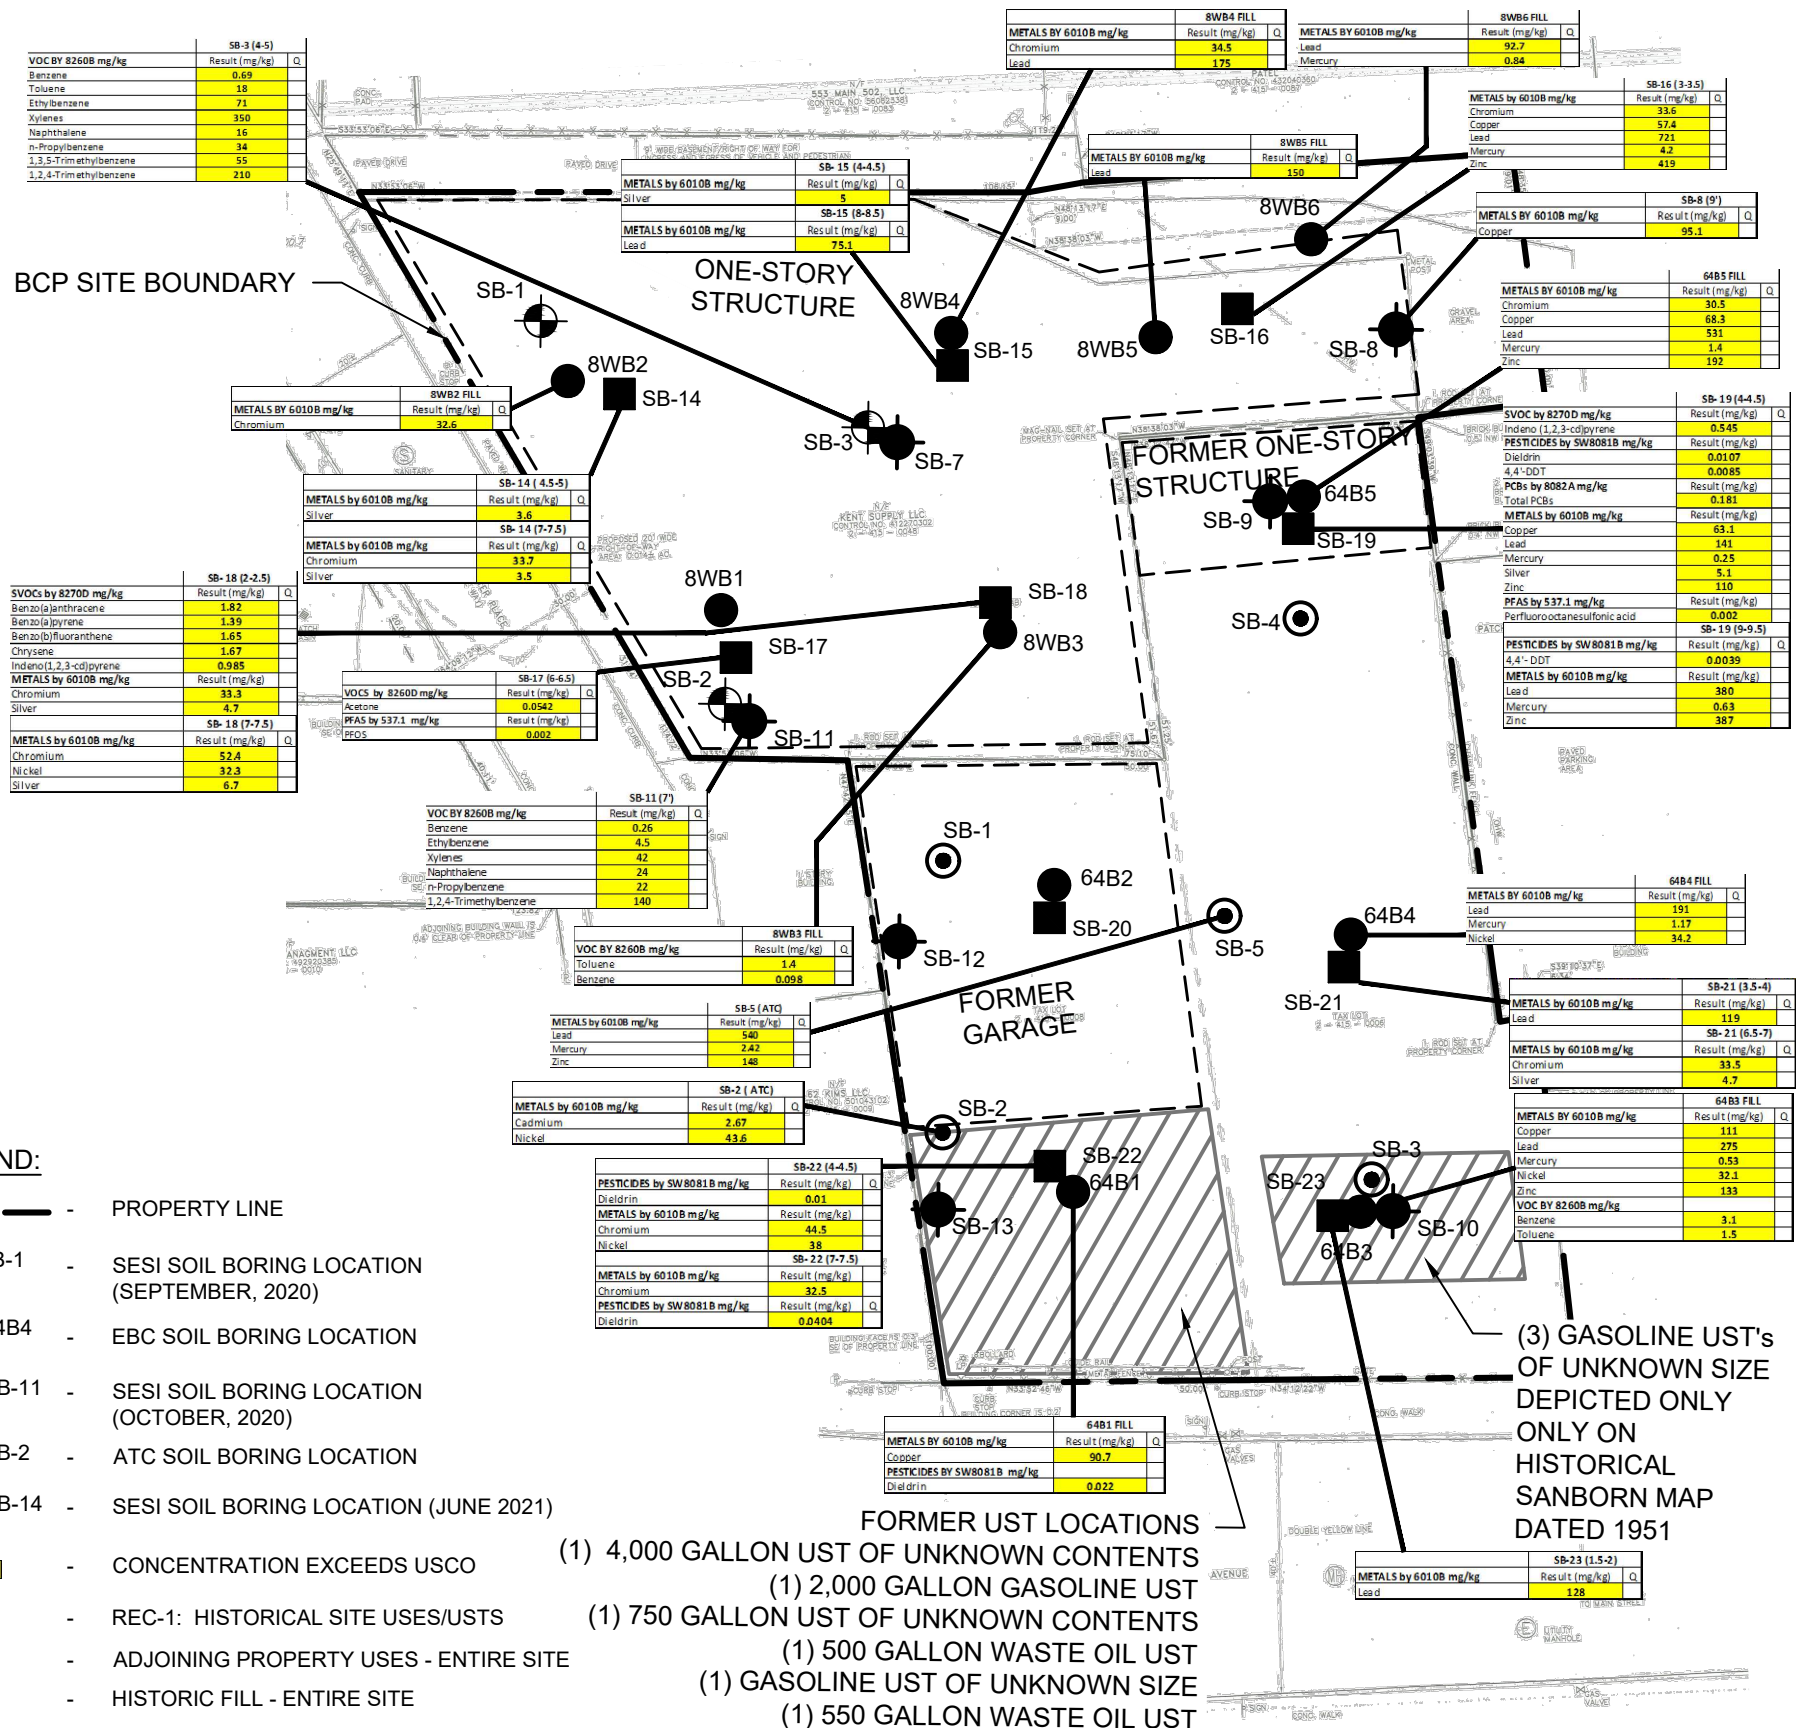 SB-3 (4-5)
VOC BY 8260B mg/kg Result (mg/kg) Q
Benzene 0.69
Toluene 18
Ethylbenzene 71
Xylenes 350
Naphthalene 16
n-Propylbenzene 34
1,3,5-Trimethylbenzene 55
1,2,4-Trimethylbenzene 210
8WB4 FILL
METALS BY 6010B mg/kg Result (mg/kg) Q
Chromium 34.5
Lead 175
8WB6 FILL
METALS BY 6010B mg/kg Result (mg/kg) Q
Lead 92.7
Mercury 0.84
SB-16 (3-3.5)
METALS by 6010B mg/kg Result (mg/kg) Q
Chromium 33.6
Copper 57.4
Lead 721
Mercury 4.2
Zinc 419
8WB5 FILL
METALS BY 6010B mg/kg Result (mg/kg) Q
Lead 150
SB- 15 (4-4.5)
METALS by 6010B mg/kg Result (mg/kg) Q
Silver 5
SB-15 (8-8.5)
METALS by 6010B mg/kg Result (mg/kg) Q
Lead 75.1
SB-8 (9')
METALS BY 6010B mg/kg Result (mg/kg) Q
Copper 95.1
BCP SITE BOUNDARY
ONE-STORY
STRUCTURE
SB-1
8WB2
SB-14
8WB4
SB-15
8WB5
8WB6
SB-16
SB-8
SB-3
SB-7
64B5 FILL
METALS BY 6010B mg/kg Result (mg/kg) Q
Chromium 30.5
Copper 68.3
Lead 531
Mercury 1.4
Zinc 192
8WB2 FILL
METALS BY 6010B mg/kg Result (mg/kg) Q
Chromium 32.6
SB- 14 ( 4.5-5)
METALS by 6010B mg/kg Result (mg/kg) Q
Silver 3.6
SB- 14 (7-7.5)
METALS by 6010B mg/kg Result (mg/kg) Q
Chromium 33.7
Silver 3.5
FORMER ONE-STORY
STRUCTURE
64B5
SB-9
SB-19
SB- 19 (4-4.5)
SVOC by 8270D mg/kg Result (mg/kg) Q
Indeno (1,2,3-cd)pyrene 0.545
PESTICIDES by SW8081B mg/kg Result (mg/kg)
Dieldrin 0.0107
4,4'-DDT 0.0085
PCBs by 8082A mg/kg Result (mg/kg)
Total PCBs 0.181
METALS by 6010B mg/kg Result (mg/kg)
Copper 63.1
Lead 141
Mercury 0.25
Silver 5.1
Zinc 110
PFAS by 537.1 mg/kg Result (mg/kg)
Perfluorooctanesulfonic acid 0.002
SB- 19 (9-9.5)
PESTICIDES by SW8081B mg/kg Result (mg/kg) Q
4,4'- DDT 0.0039
METALS by 6010B mg/kg Result (mg/kg)
Lead 380
Mercury 0.63
Zinc 387
SB- 18 (2-2.5)
SVOCs by 8270D mg/kg Result (mg/kg) Q
Benzo(a)anthracene 1.82
Benzo(a)pyrene 1.39
Benzo(b)fluoranthene 1.65
Chrysene 1.67
Indeno(1,2,3-cd)pyrene 0.985
METALS by 6010B mg/kg Result (mg/kg)
Chromium 33.3
Silver 4.7
SB- 18 (7-7.5)
METALS by 6010B mg/kg Result (mg/kg) Q
Chromium 52.4
Nickel 32.3
Silver 6.7
8WB1
SB-17
SB-2
SB-11
SB-18
8WB3
SB-4
SB-17 (6-6.5)
VOCS by 8260D mg/kg Result (mg/kg) Q
Acetone 0.0542
PFAS by 537.1 mg/kg Result (mg/kg)
PFOS 0.002
SB-11 (7')
VOC BY 8260B mg/kg Result (mg/kg) Q
Benzene 0.26
Ethylbenzene 4.5
Xylenes 42
Naphthalene 24
n-Propylbenzene 22
1,2,4-Trimethylbenzene 140
SB-1
64B2
SB-20
SB-12
SB-5
64B4
SB-21
FORMER
GARAGE
64B4 FILL
METALS BY 6010B mg/kg Result (mg/kg) Q
Lead 191
Mercury 1.17
Nickel 34.2
8WB3 FILL
VOC BY 8260B mg/kg Result (mg/kg) Q
Toluene 1.4
Benzene 0.098
SB-5 (ATC)
METALS by 6010B mg/kg Result (mg/kg) Q
Lead 540
Mercury 2.42
Zinc 148
SB-21 (3.5-4)
METALS by 6010B mg/kg Result (mg/kg) Q
Lead 119
SB- 21 (6.5-7)
METALS by 6010B mg/kg Result (mg/kg) Q
Chromium 33.5
Silver 4.7
SB-2 ( ATC)
METALS by 6010B mg/kg Result (mg/kg) Q
Cadmium 2.67
Nickel 43.6
SB-2
SB-22
64B1
SB-13
SB-3
SB-23
64B3
SB-10
64B3 FILL
METALS BY 6010B mg/kg Result (mg/kg) Q
Copper 111
Lead 275
Mercury 0.53
Nickel 32.1
Zinc 133
VOC BY 8260B mg/kg
Benzene 3.1
Toluene 1.5
SB-22 (4-4.5)
PESTICIDES by SW8081B mg/kg Result (mg/kg) Q
Dieldrin 0.01
METALS by 6010B mg/kg Result (mg/kg)
Chromium 44.5
Nickel 38
SB- 22 (7-7.5)
METALS by 6010B mg/kg Result (mg/kg)
Chromium 32.5
PESTICIDES by SW8081B mg/kg Result (mg/kg) Q
Dieldrin 0.0404
64B1 FILL
METALS BY 6010B mg/kg Result (mg/kg) Q
Copper 90.7
PESTICIDES BY SW8081B mg/kg
Dieldrin 0.022
SB-23 (1.5-2)
METALS by 6010B mg/kg Result (mg/kg) Q
Lead 128
(3) GASOLINE UST's
OF UNKNOWN SIZE
DEPICTED ONLY
ONLY ON
HISTORICAL
SANBORN MAP
DATED 1951
FORMER UST LOCATIONS
(1) 4,000 GALLON UST OF UNKNOWN CONTENTS
(1) 2,000 GALLON GASOLINE UST
(1) 750 GALLON UST OF UNKNOWN CONTENTS
(1) 500 GALLON WASTE OIL UST
(1) GASOLINE UST OF UNKNOWN SIZE
(1) 550 GALLON WASTE OIL UST
ND:
- PROPERTY LINE
B-1 - SESI SOIL BORING LOCATION
(SEPTEMBER, 2020)
4B4 - EBC SOIL BORING LOCATION
B-11 - SESI SOIL BORING LOCATION
(OCTOBER, 2020)
B-2 - ATC SOIL BORING LOCATION
B-14 - SESI SOIL BORING LOCATION (JUNE 2021)
- CONCENTRATION EXCEEDS USCO
- REC-1: HISTORICAL SITE USES/USTS
- ADJOINING PROPERTY USES - ENTIRE SITE
- HISTORIC FILL - ENTIRE SITE
N/F
553 MAIN 502, LLC
PATEL
N/F
KENT SUPPLY LLC
PAVED DRIVE
PAVED DRIVE
SANITARY
GRAVEL
AREA
PAVED
PARKING
AREA
AVENUE
DOUBLE YELLOW LINE
TO MAIN STREET
UTILITY
MANHOLE
GAS
VALVE
CONC. WALK